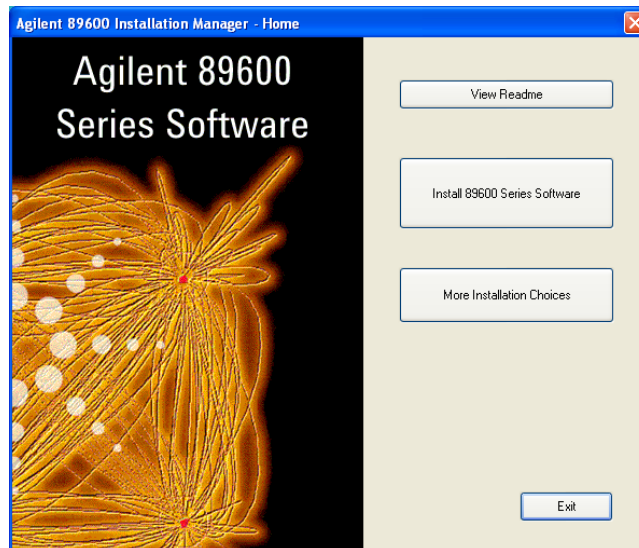 Agilent 89600 Installation Manager - Home
Agilent 89600
Series Software
View Readme
Install 89600 Series Software
More Installation Choices
Exit